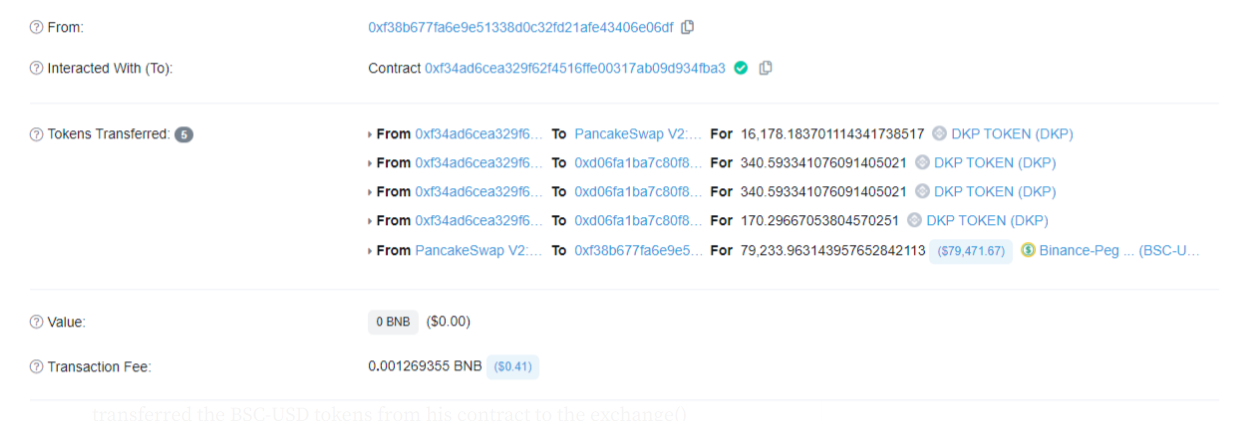 From: 0xf38b677fa6e9e51338d0c32fd21afe43406e06df
Interacted With (To): Contract 0xf34ad6cea329f62f4516ffe00317ab09d934fba3
Tokens Transferred: 5 From 0xf34ad6cea329f6... To PancakeSwap V2:... For 16,178.183701114341738517 DKP TOKEN (DKP)
From 0xf34ad6cea329f6... To 0xd06fa1ba7c80f8... For 340.593341076091405021 DKP TOKEN (DKP)
From 0xf34ad6cea329f6... To 0xd06fa1ba7c80f8... For 340.593341076091405021 DKP TOKEN (DKP)
From 0xf34ad6cea329f6... To 0xd06fa1ba7c80f8... For 170.29667053804570251 DKP TOKEN (DKP)
From PancakeSwap V2:... To 0xf38b677fa6e9e5... For 79,233.963143957652842113 ($79,471.67) Binance-Peg ... (BSC-U...
Value: 0 BNB ($0.00)
Transaction Fee: 0.001269355 BNB ($0.41)
transferred the BSC-USD tokens from his contract to the exchange()